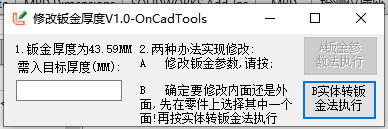 修改钣金厚度V1.0-OnCadTools
1.钣金厚度为43.59MM
需入目标厚度(MM):
2.两种办法实现修改:
A 修改钣金参数,请按;
B 确定要修改内面还是外
面,先在零件上选择其中一个
面!再按实体转钣金法执行
A钣金参
数法执行
B实体转钣
金法执行